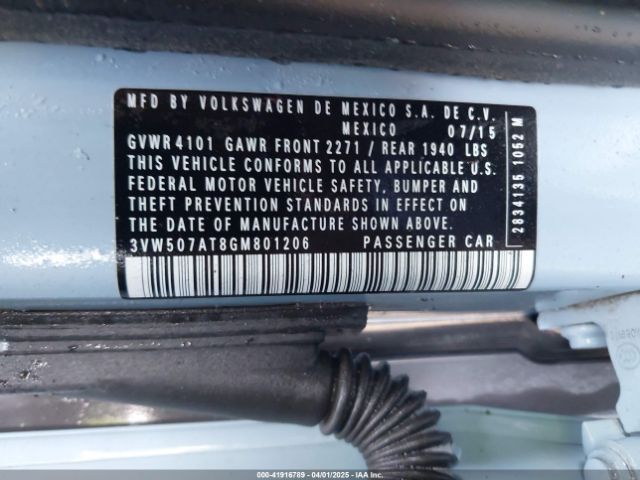 MFD BY VOLKSWAGEN DE MEXICO S.A. DE C.V.
MEXICO 07/15
GVWR 4101 GAWR FRONT 2271 / REAR 1940 LBS
THIS VEHICLE CONFORMS TO ALL APPLICABLE U.S.
FEDERAL MOTOR VEHICLE SAFETY, BUMPER AND
THEFT PREVENTION STANDARDS IN EFFECT ON
THE DATE OF MANUFACTURE SHOWN ABOVE.
3VW507AT8GM801206 PASSENGER CAR
2834135 1052 M
000-41916789 - 04/01/2025 - IAA Inc.